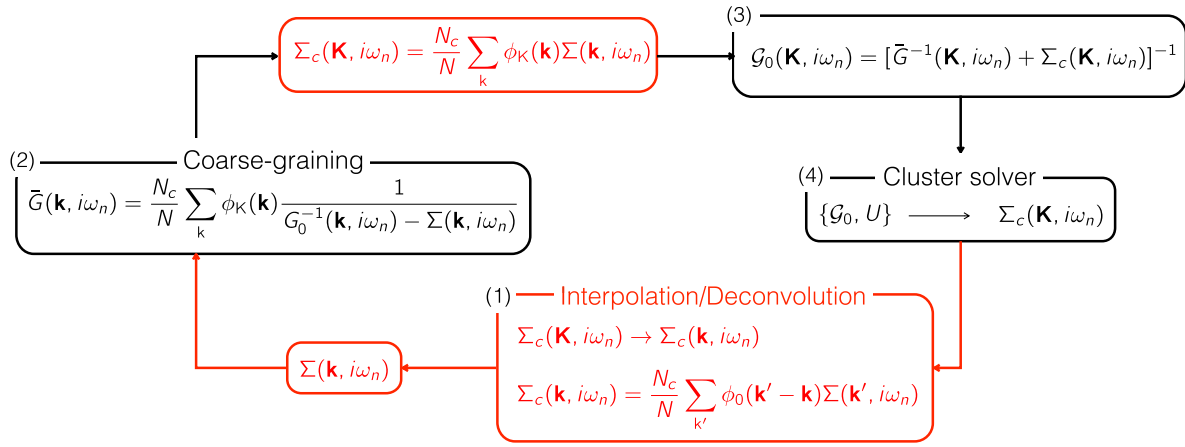 (3)
Σ_c(𝐊, iω_n) = N_c/N ∑_k ϕ_K(𝐤)Σ(𝐤, iω_n)
𝒢_0(𝐊, iω_n) = [Ḡ^{-1}(𝐊, iω_n) + Σ_c(𝐊, iω_n)]^{-1}
(2) Coarse-graining
Ḡ(𝐤, iω_n) = N_c/N ∑_k ϕ_K(𝐤) 1/(G_0^{-1}(𝐤, iω_n) − Σ(𝐤, iω_n))
(4) Cluster solver
{𝒢_0, U} ⟶ Σ_c(𝐊, iω_n)
(1) Interpolation/Deconvolution
Σ_c(𝐊, iω_n) → Σ_c(𝐤, iω_n)
Σ_c(𝐤, iω_n) = N_c/N ∑_k′ ϕ_0(𝐤′ − 𝐤)Σ(𝐤′, iω_n)
Σ(𝐤, iω_n)